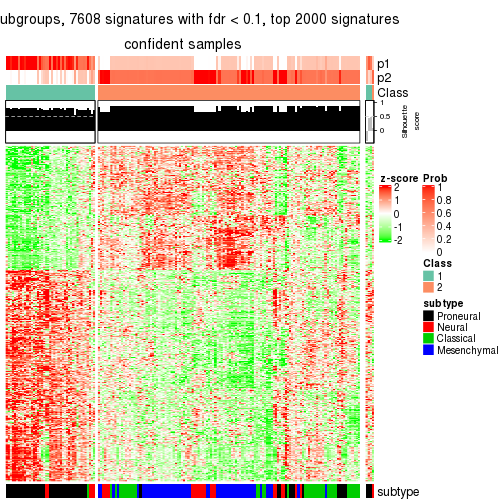 ubgroups, 7608 signatures with fdr < 0.1, top 2000 signatures
confident samples
p1
p2
Class
1
0.5
0
Silhouette
score
z-score
2
1
0
-1
-2
Prob
1
0.8
0.6
0.4
0.2
0
Class
1
2
subtype
Proneural
Neural
Classical
Mesenchymal
subtype